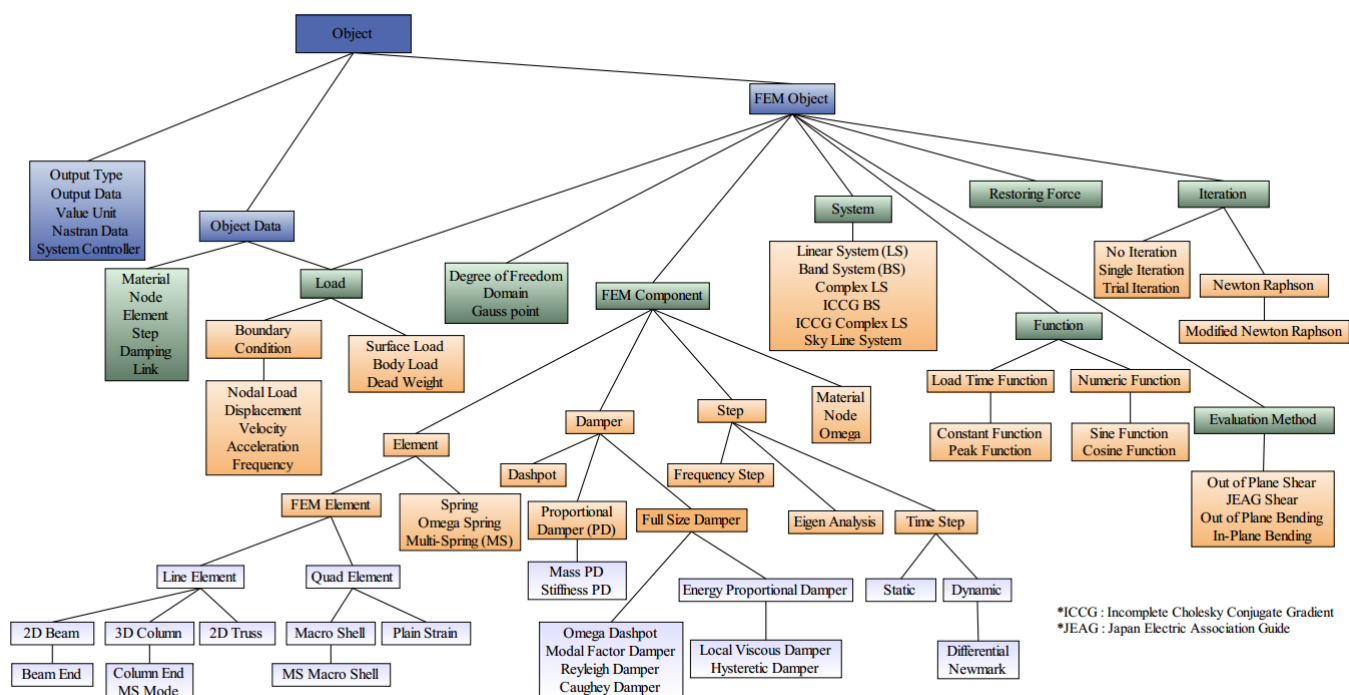 Object
FEM Object
Output Type
Output Data
Value Unit
Nastran Data
System Controller
Object Data
System
Restoring Force
Iteration
Material
Node
Element
Step
Damping
Link
Load
Degree of Freedom
Domain
Gauss point
FEM Component
Linear System (LS)
Band System (BS)
Complex LS
ICCG BS
ICCG Complex LS
Sky Line System
No Iteration
Single Iteration
Trial Iteration
Newton Raphson
Modified Newton Raphson
Boundary
Condition
Surface Load
Body Load
Dead Weight
Function
Nodal Load
Displacement
Velocity
Acceleration
Frequency
Load Time Function
Numeric Function
Material
Node
Omega
Element
Damper
Step
Constant Function
Peak Function
Sine Function
Cosine Function
Evaluation Method
Dashpot
Frequency Step
FEM Element
Spring
Omega Spring
Multi-Spring (MS)
Proportional
Damper (PD)
Full Size Damper
Eigen Analysis
Time Step
Out of Plane Shear
JEAG Shear
Out of Plane Bending
In-Plane Bending
Line Element
Quad Element
Mass PD
Stiffness PD
Energy Proportional Damper
Static
Dynamic
2D Beam
3D Column
2D Truss
Macro Shell
Plain Strain
Beam End
Column End
MS Mode
MS Macro Shell
Omega Dashpot
Modal Factor Damper
Reyleigh Damper
Caughey Damper
Local Viscous Damper
Hysteretic Damper
Differential
Newmark
*ICCG : Incomplete Cholesky Conjugate Gradient
*JEAG : Japan Electric Association Guide